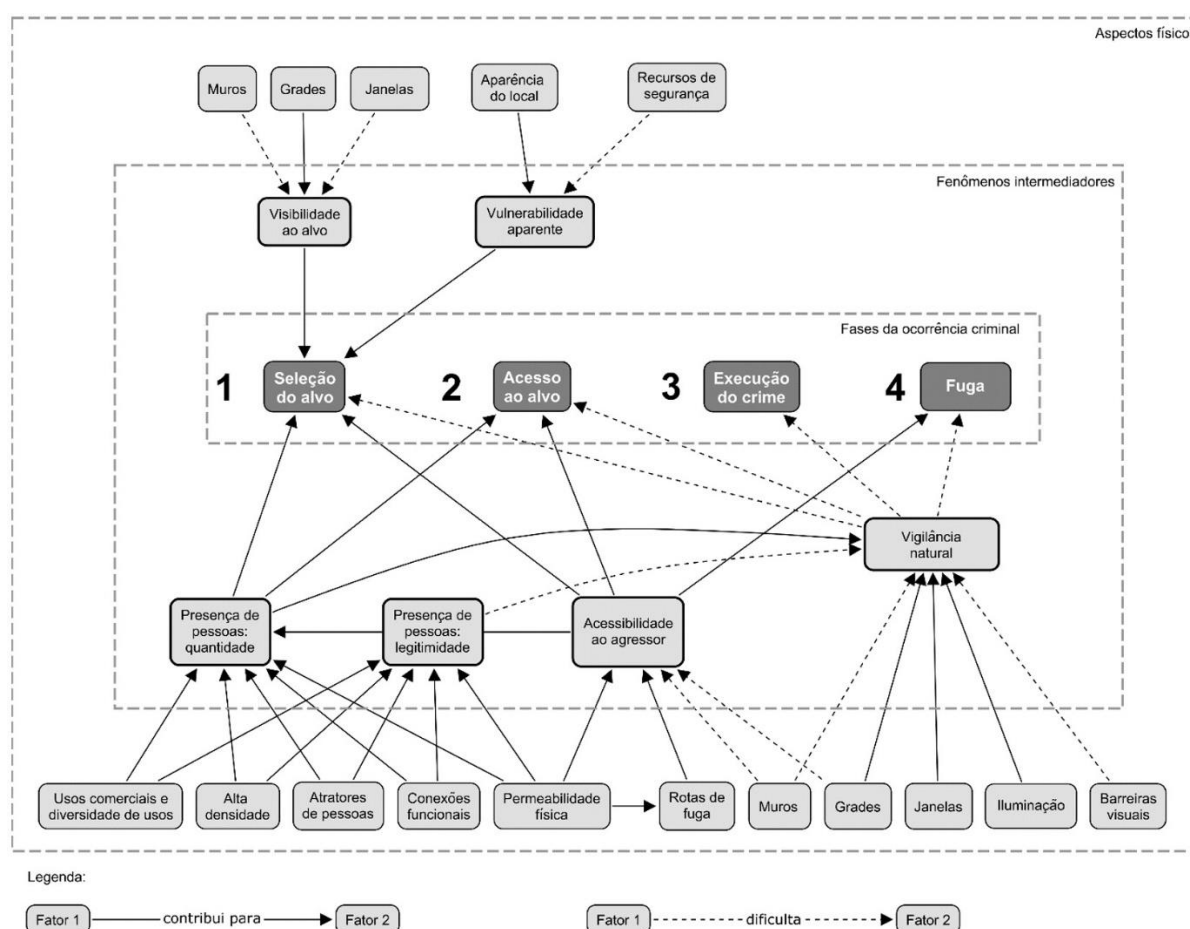 Aspectos físico
Muros
Grades
Janelas
Aparência
do local
Recursos de
segurança
Fenômenos intermediadores
Visibilidade
ao alvo
Vulnerabilidade
aparente
Fases da ocorrência criminal
1
Seleção
do alvo
2
Acesso
ao alvo
3
Execução
do crime
4
Fuga
Vigilância
natural
Presença de
pessoas:
quantidade
Presença de
pessoas:
legitimidade
Acessibilidade
ao agressor
Usos comerciais e
diversidade de usos
Alta
densidade
Atratores
de pessoas
Conexões
funcionais
Permeabilidade
física
Rotas de
fuga
Muros
Grades
Janelas
Iluminação
Barreiras
visuais
Legenda:
Fator 1 contribui para Fator 2
Fator 1 dificulta Fator 2